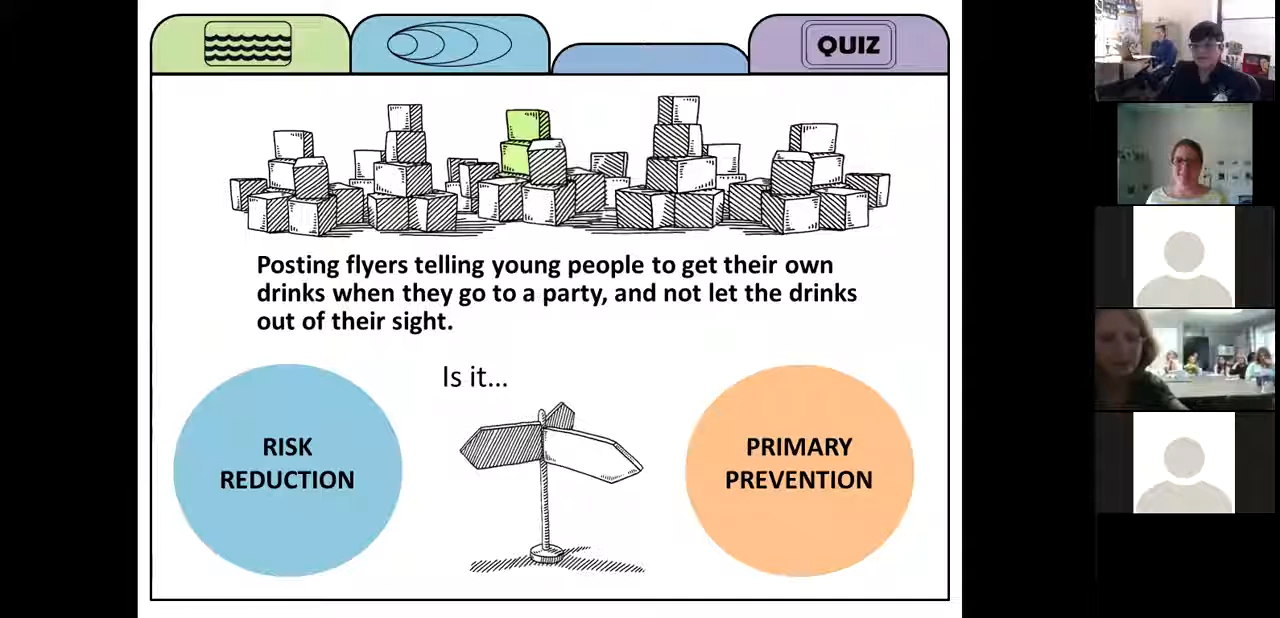 QUIZ
Posting flyers telling young people to get their own
drinks when they go to a party, and not let the drinks
out of their sight.
Is it...
RISK
REDUCTION
PRIMARY
PREVENTION